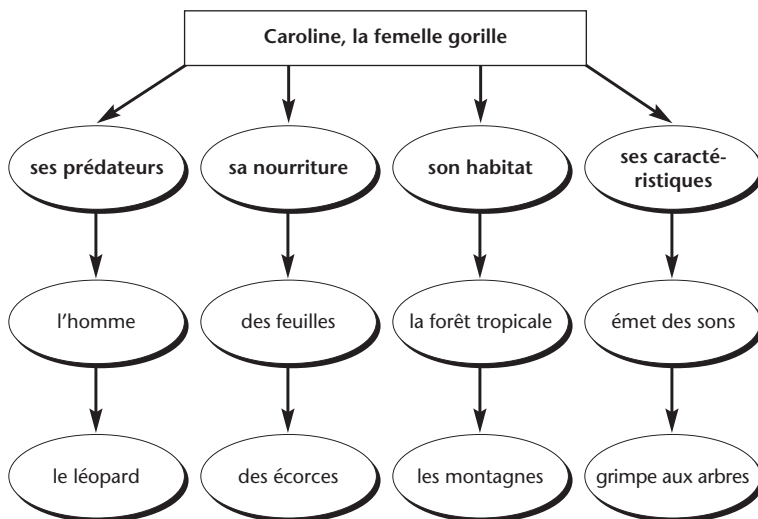 Caroline, la femelle gorille
ses prédateurs
sa nourriture
son habitat
ses caracté-
ristiques
l'homme
des feuilles
la forêt tropicale
émet des sons
le léopard
des écorces
les montagnes
grimpe aux arbres